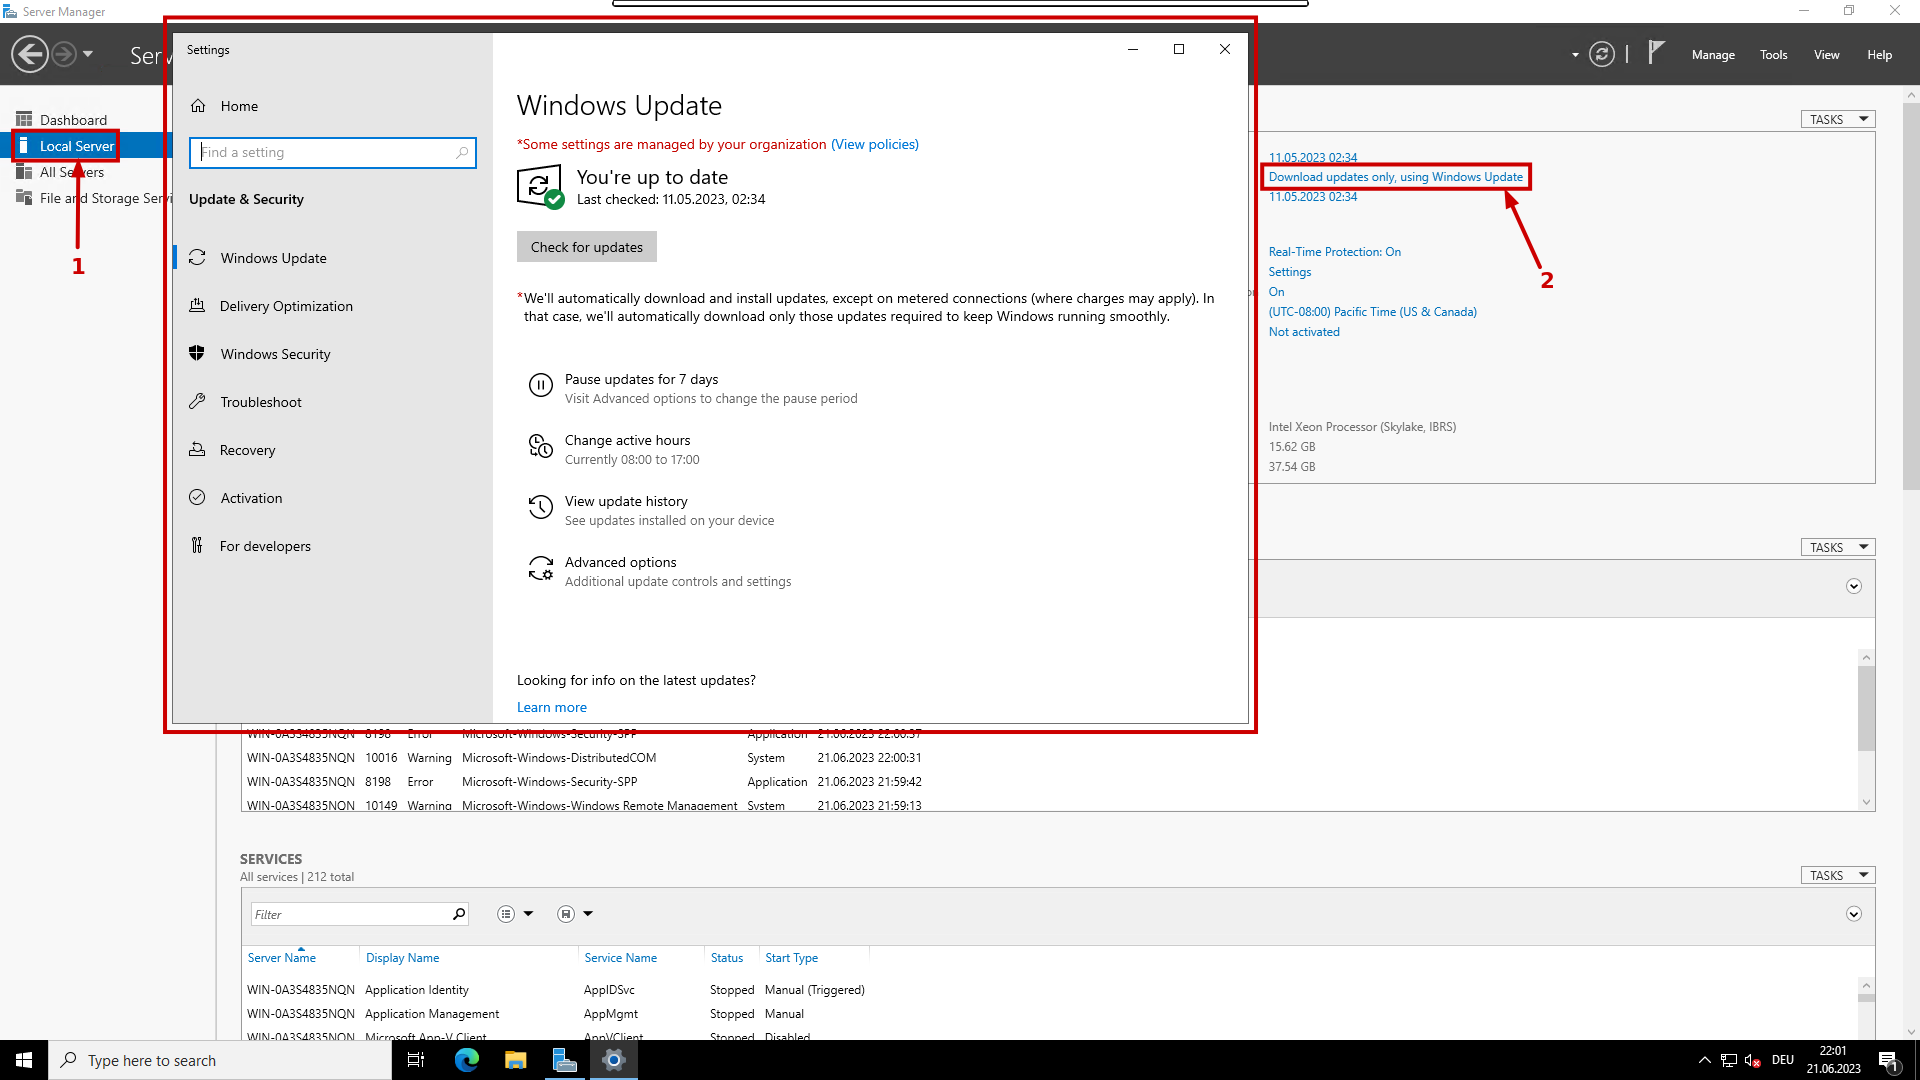 Server Manager
Settings
Manage
Tools
View
Help
Home
Find a setting
Update & Security
Windows Update
Delivery Optimization
Windows Security
Troubleshoot
Recovery
Activation
For developers
Windows Update
*Some settings are managed by your organization (View policies)
You're up to date
Last checked: 11.05.2023, 02:34
Check for updates
*We'll automatically download and install updates, except on metered connections (where charges may apply). In
that case, we'll automatically download only those updates required to keep Windows running smoothly.
Pause updates for 7 days
Visit Advanced options to change the pause period
Change active hours
Currently 08:00 to 17:00
View update history
See updates installed on your device
Advanced options
Additional update controls and settings
Looking for info on the latest updates?
Learn more
Dashboard
Local Server
All Servers
File and Storage Servi
1
TASKS
11.05.2023 02:34
Download updates only, using Windows Update
11.05.2023 02:34
2
Real-Time Protection: On
Settings
On
(UTC-08:00) Pacific Time (US & Canada)
Not activated
Intel Xeon Processor (Skylake, IBRS)
15.62 GB
37.54 GB
TASKS
WIN-0A3S4835NQN 8198 Error Microsoft-Windows-Security-SPP Application 21.06.2023 22:00:37
WIN-0A3S4835NQN 10016 Warning Microsoft-Windows-DistributedCOM System 21.06.2023 22:00:31
WIN-0A3S4835NQN 8198 Error Microsoft-Windows-Security-SPP Application 21.06.2023 21:59:42
WIN-0A3S4835NQN 10149 Warning Microsoft-Windows-Windows Remote Management System 21.06.2023 21:59:13
SERVICES
All services | 212 total
TASKS
Filter
Server Name Display Name Service Name Status Start Type
WIN-0A3S4835NQN Application Identity AppIDSvc Stopped Manual (Triggered)
WIN-0A3S4835NQN Application Management AppMgmt Stopped Manual
WIN-0A3S4835NQN Microsoft App-V Client AppVClient Stopped Disabled
Type here to search
DEU
22:01
21.06.2023
1